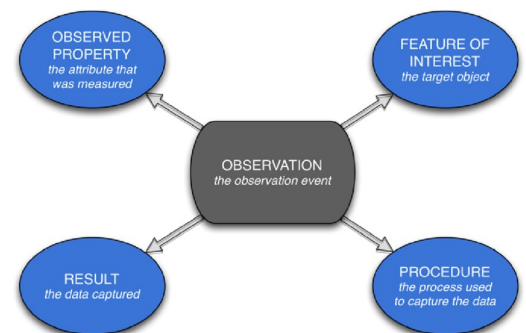 OBSERVED
PROPERTY
the attribute that
was measured
FEATURE OF
INTEREST
the target object
OBSERVATION
the observation event
RESULT
the data captured
PROCEDURE
the process used
to capture the data